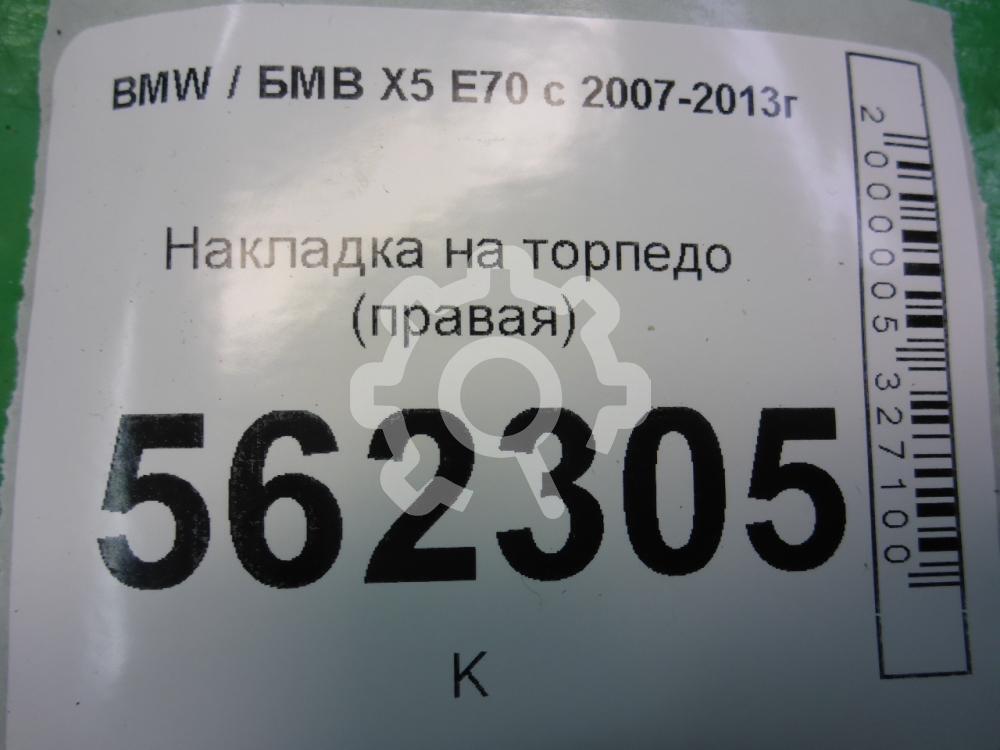 BMW / БМВ X5 E70 с 2007-2013г
Накладка на торпедо
(правая)
562305
К
2000005327100